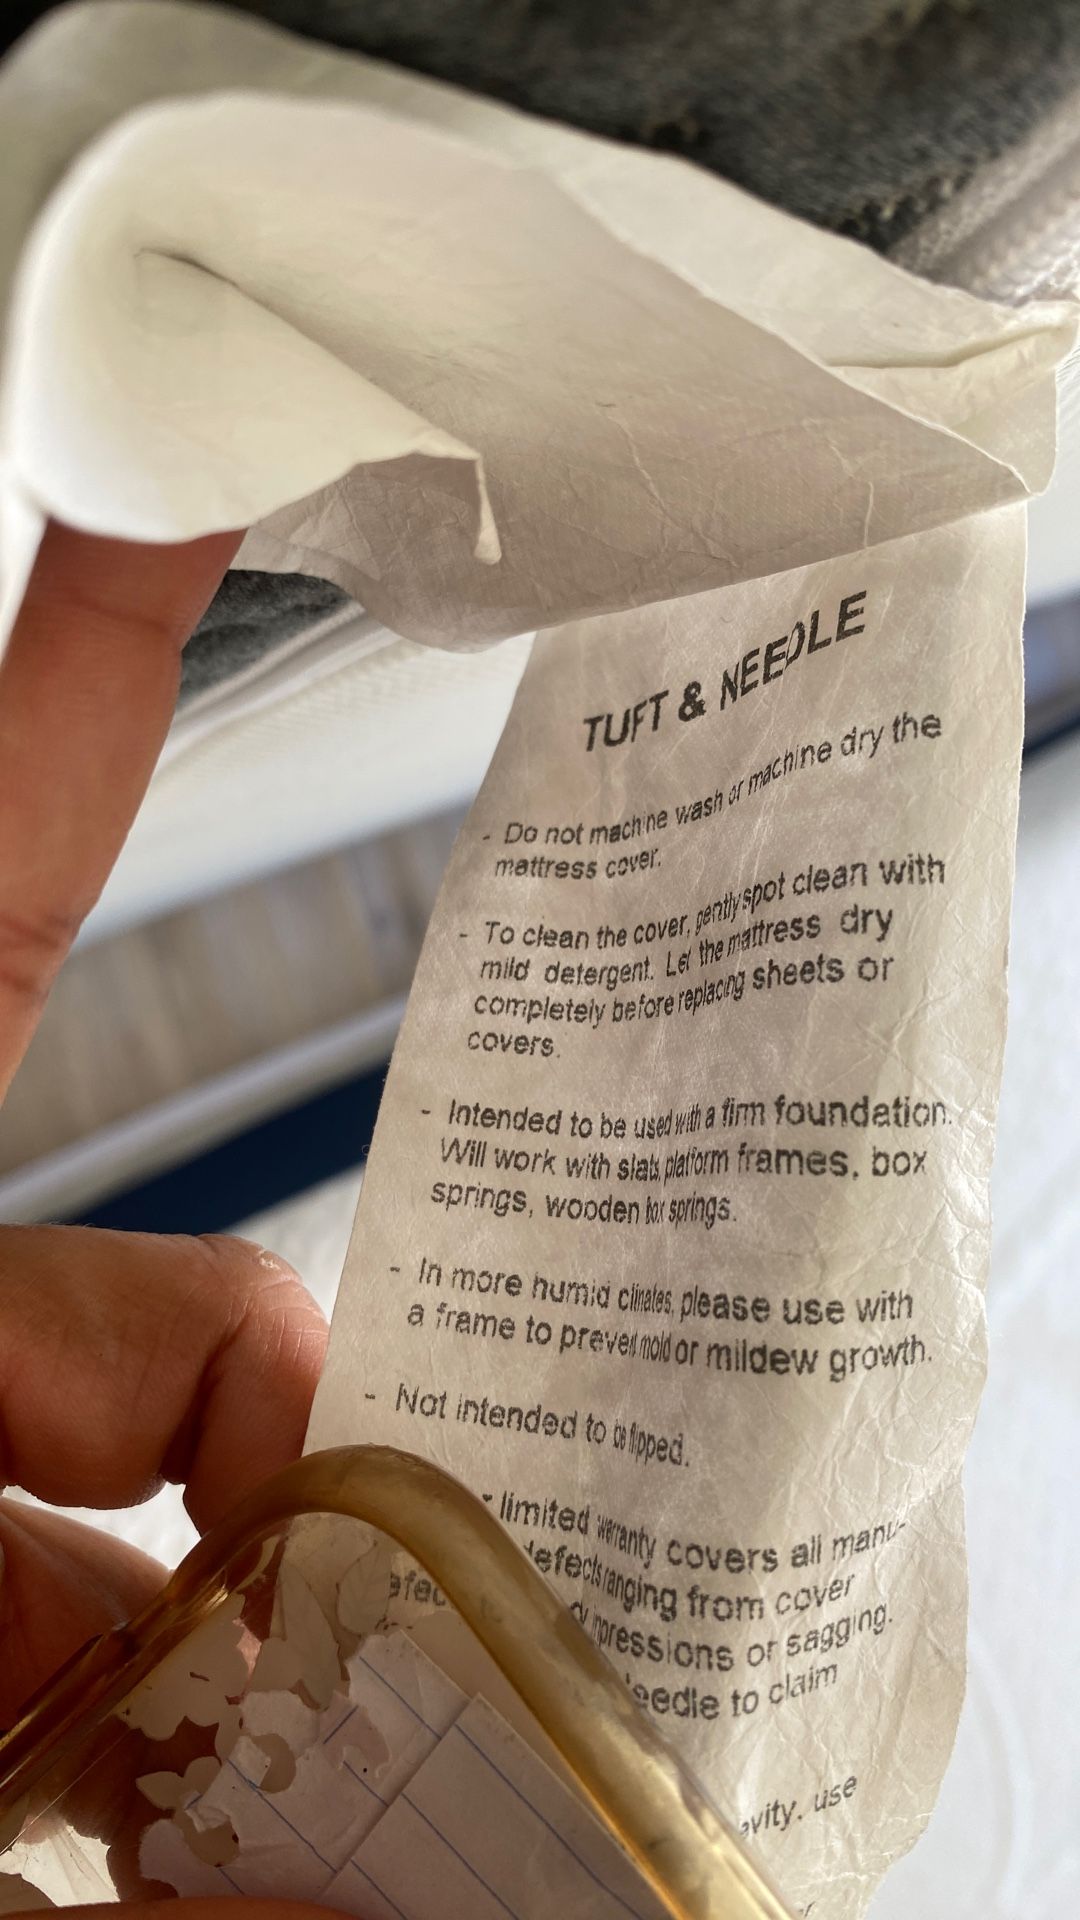 TUFT & NEEDLE
- Do not machine wash or machine dry the
mattress cover.
- To clean the cover, gently spot clean with
mild detergent. Let the mattress dry
completely before replacing sheets or
covers.
- Intended to be used with a firm foundation.
Will work with slats, platform frames, box
springs, wooden box springs.
- In more humid climates, please use with
a frame to prevent mold or mildew growth.
- Not intended to be flipped.
- limited warranty covers all manu-
defects ranging from cover
impressions or sagging.
to claim
use